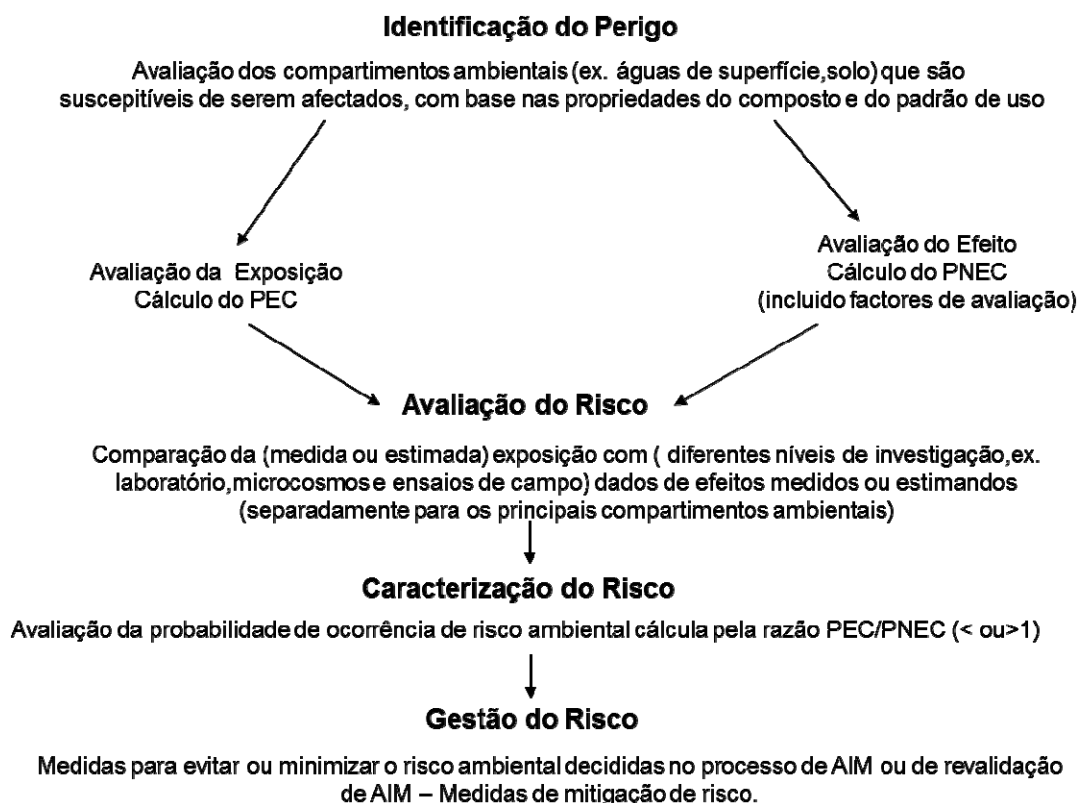 Identificação do Perigo
Avaliação dos compartimentos ambientais (ex. águas de superfície,solo) que são
suscepitíveis de serem afectados, com base nas propriedades do composto e do padrão de uso
Avaliação da Exposição
Cálculo do PEC
Avaliação do Efeito
Cálculo do PNEC
(incluido factores de avaliação)
Avaliação do Risco
Comparação da (medida ou estimada) exposição com ( diferentes níveis de investigação,ex.
laboratório,microcosmos e ensaios de campo) dados de efeitos medidos ou estimandos
(separadamente para os principais compartimentos ambientais)
Caracterização do Risco
Avaliação da probabilidade de ocorrência de risco ambiental cálcula pela razão PEC/PNEC (< ou>1)
Gestão do Risco
Medidas para evitar ou minimizar o risco ambiental decididas no processo de AIM ou de revalidação
de AIM – Medidas de mitigação de risco.